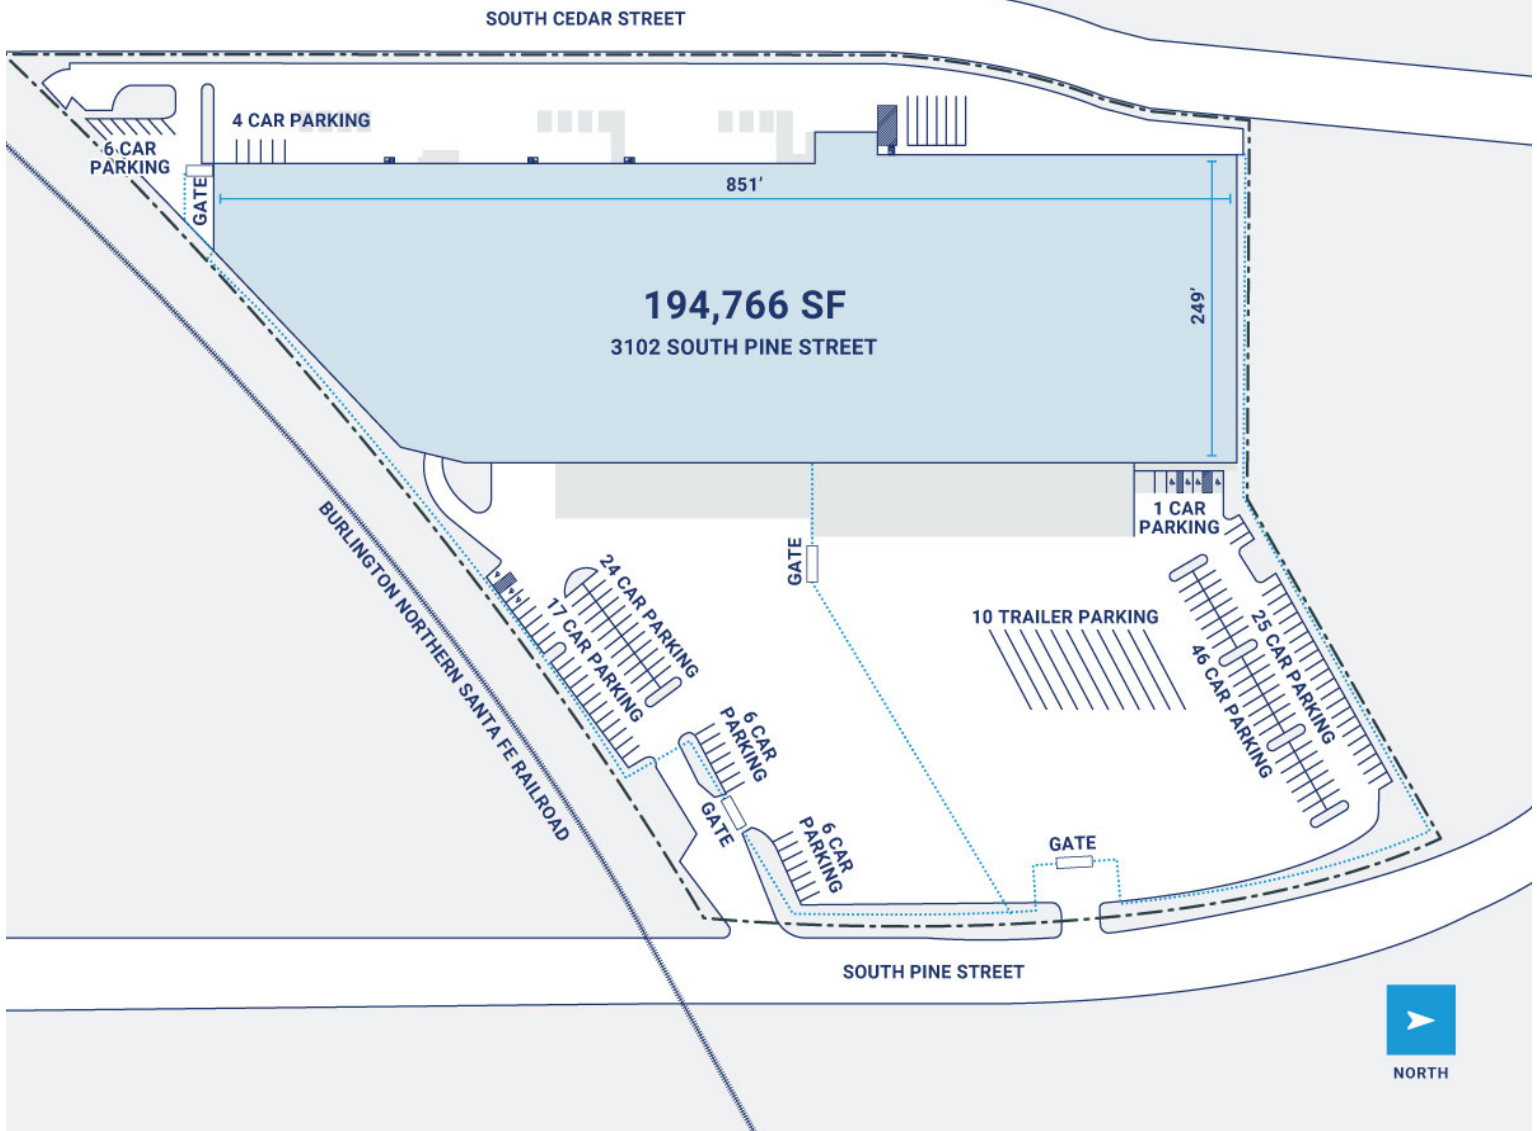 SOUTH CEDAR STREET
4 CAR PARKING
6 CAR
PARKING
GATE
851'
249'
194,766 SF
3102 SOUTH PINE STREET
1 CAR
PARKING
GATE
BURLINGTON NORTHERN SANTA FE RAILROAD
24 CAR PARKING
17 CAR PARKING
10 TRAILER PARKING
25 CAR PARKING
46 CAR PARKING
6 CAR
PARKING
GATE
6 CAR
PARKING
GATE
SOUTH PINE STREET
NORTH